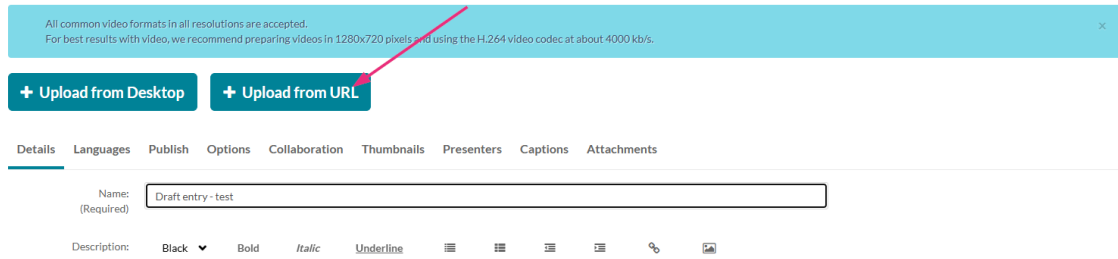 All common video formats in all resolutions are accepted.
For best results with video, we recommend preparing videos in 1280x720 pixels and using the H.264 video codec at about 4000 kb/s.
×
+ Upload from Desktop + Upload from URL
Details Languages Publish Options Collaboration Thumbnails Presenters Captions Attachments
Name: Draft entry - test
(Required)
Description: Black Bold Italic Underline